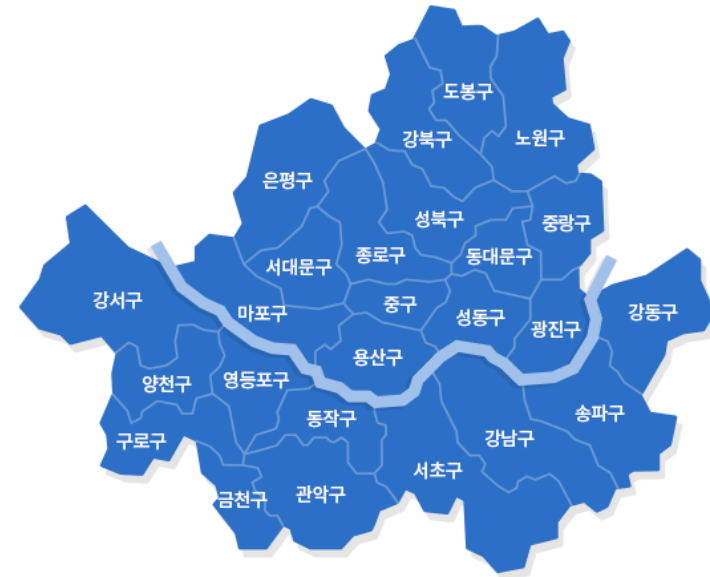 도봉구
강북구
노원구
은평구
성북구
중랑구
서대문구
종로구
동대문구
강서구
마포구
중구
성동구
광진구
강동구
용산구
양천구
영등포구
동작구
송파구
구로구
강남구
서초구
금천구
관악구